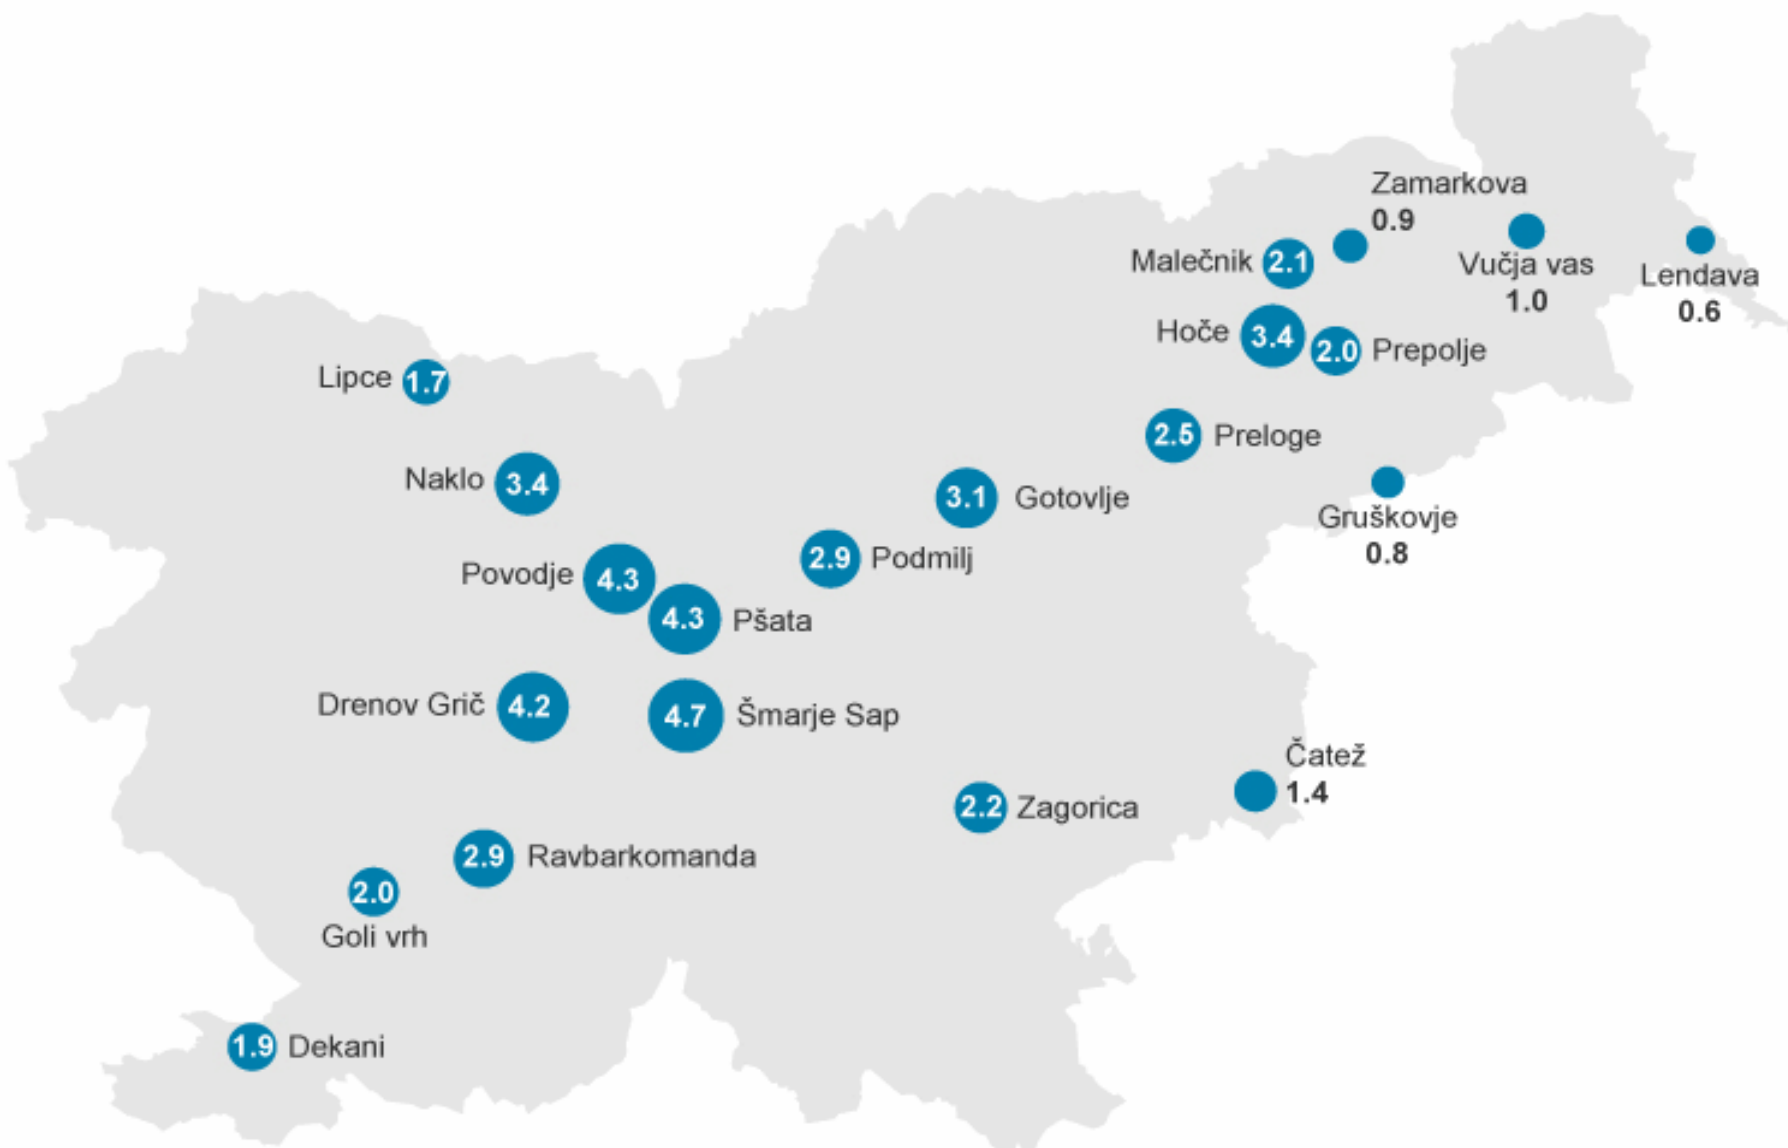 Zamarkova
0.9
Malečnik 2.1
Vučja vas
1.0
Lendava
0.6
Hoče 3.4
2.0 Prepolje
Lipce 1.7
2.5 Preloge
Naklo 3.4
3.1 Gotovlje
Gruškovje
0.8
2.9 Podmilj
Povodje 4.3
4.3 Pšata
Drenov Grič 4.2
4.7 Šmarje Sap
Čatež
1.4
2.2 Zagorica
2.9 Ravbarkomanda
2.0
Goli vrh
1.9 Dekani